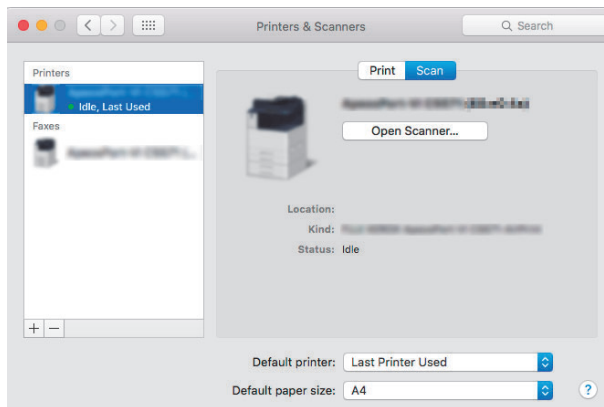 Printers & Scanners
Search
Printers
Idle, Last Used
Faxes
Print Scan
Open Scanner...
Location:
Kind:
Status: Idle
Default printer: Last Printer Used
Default paper size: A4
?